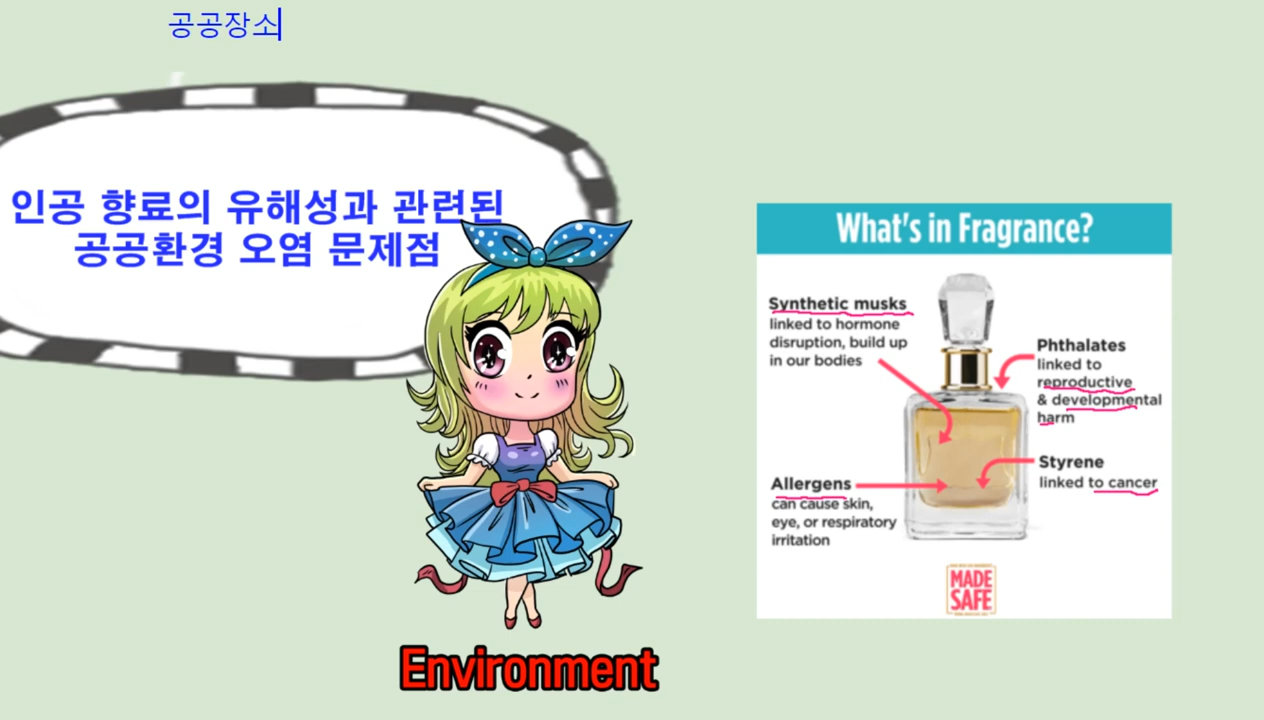 공공장소
인공 향료의 유해성과 관련된
공공환경 오염 문제점
What's in Fragrance?
Synthetic musks
linked to hormone
disruption, build up
in our bodies
Phthalates
linked to
reproductive
& developmental
harm
Styrene
linked to cancer
Allergens
can cause skin,
eye, or respiratory
irritation
MADE
SAFE
Environment